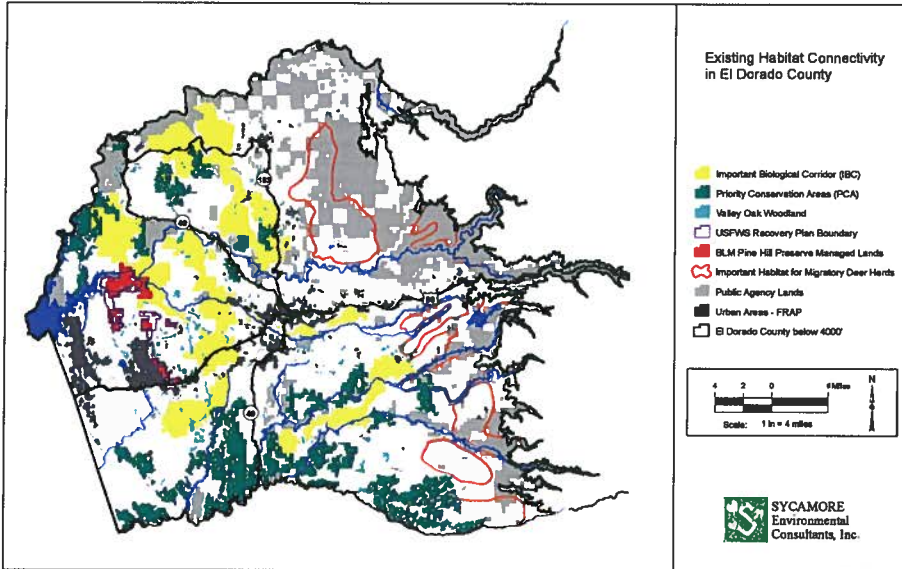 Existing Habitat Connectivity
in El Dorado County
Important Biological Corridor (IBC)
Priority Conservation Areas (PCA)
Valley Oak Woodland
USFWS Recovery Plan Boundary
BLM Pine Hill Preserve Managed Lands
Important Habitat for Migratory Deer Herds
Public Agency Lands
Urban Areas - FRAP
El Dorado County below 4000'
4 2 0 4 Miles
N
Scale: 1 in = 4 miles
SYCAMORE
Environmental
Consultants, Inc.
193
49
49